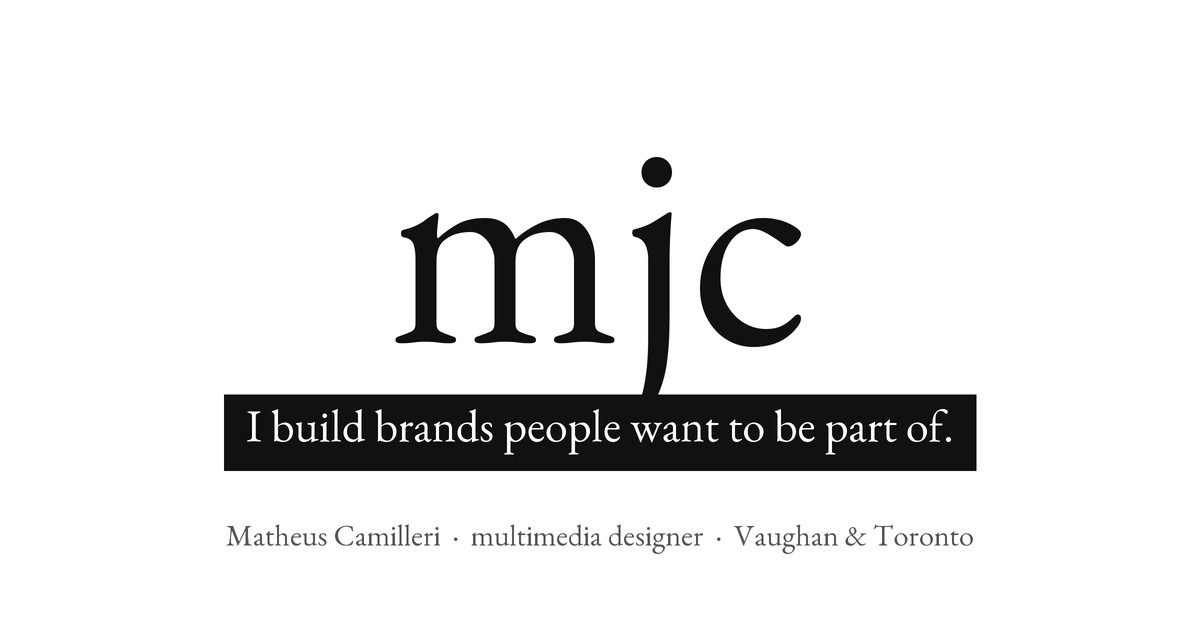 mjc
I build brands people want to be part of.
Matheus Camilleri · multimedia designer · Vaughan & Toronto